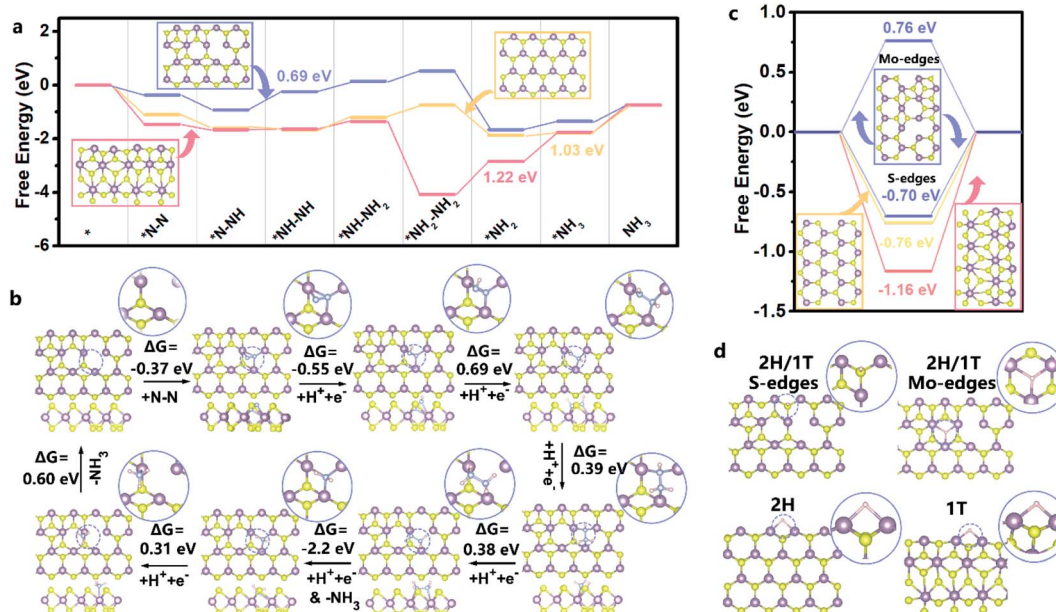 a
Free Energy (eV)
2
0
-2
-4
-6
0.69 eV
1.03 eV
1.22 eV
*
*N-N
*N-NH
*NH-NH
*NH-NH₂
*NH₂-NH₂
*NH₂
*NH₃
NH₃
c
Free Energy (eV)
1.0
0.5
0.0
-0.5
-1.0
-1.5
0.76 eV
Mo-edges
S-edges
-0.70 eV
-0.76 eV
-1.16 eV
b
ΔG=
-0.37 eV
+N-N
ΔG=
-0.55 eV
+H⁺+e⁻
ΔG=
0.69 eV
+H⁺+e⁻
+H⁺+e⁻
ΔG=
0.39 eV
ΔG=
0.38 eV
+H⁺+e⁻
ΔG=
-2.2 eV
+H⁺+e⁻
& -NH₃
ΔG=
0.31 eV
+H⁺+e⁻
ΔG=
0.60 eV
-NH₃
d
2H/1T
S-edges
2H/1T
Mo-edges
2H
1T